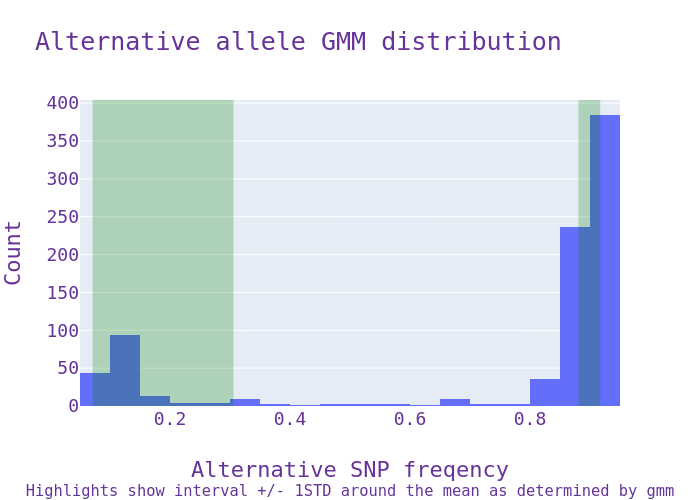 Alternative allele GMM distribution
400
350
300
250
200
150
100
50
0
Count
0.2 0.4 0.6 0.8
Alternative SNP freqency
Highlights show interval +/- 1STD around the mean as determined by gmm